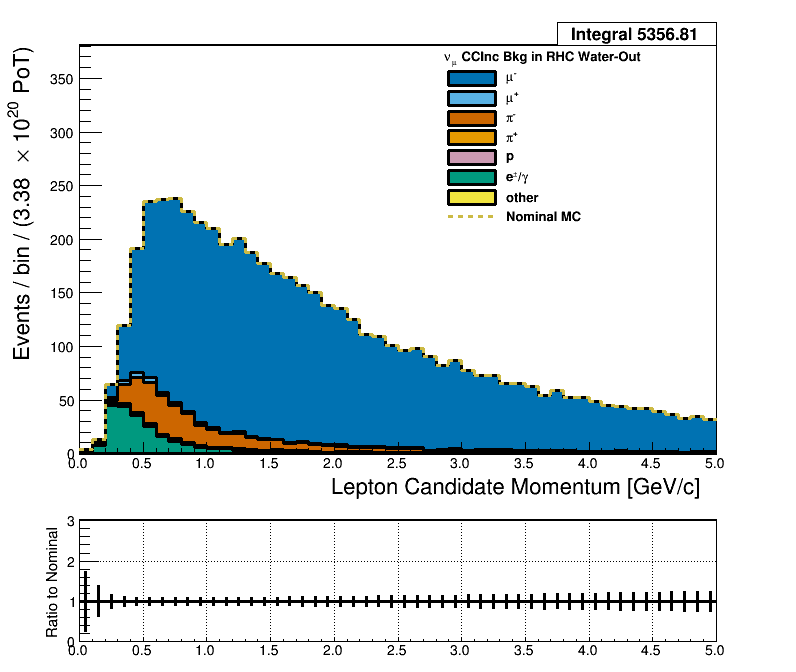 Integral 5356.81
ν_μ CCInc Bkg in RHC Water-Out
μ⁻
μ⁺
π⁻
π⁺
p
e±/γ
other
Nominal MC
Events / bin / (3.38 × 10²⁰ PoT)
350
300
250
200
150
100
50
0
0.0 0.5 1.0 1.5 2.0 2.5 3.0 3.5 4.0 4.5 5.0
Lepton Candidate Momentum [GeV/c]
Ratio to Nominal
3
2
1
0
0.0 0.5 1.0 1.5 2.0 2.5 3.0 3.5 4.0 4.5 5.0